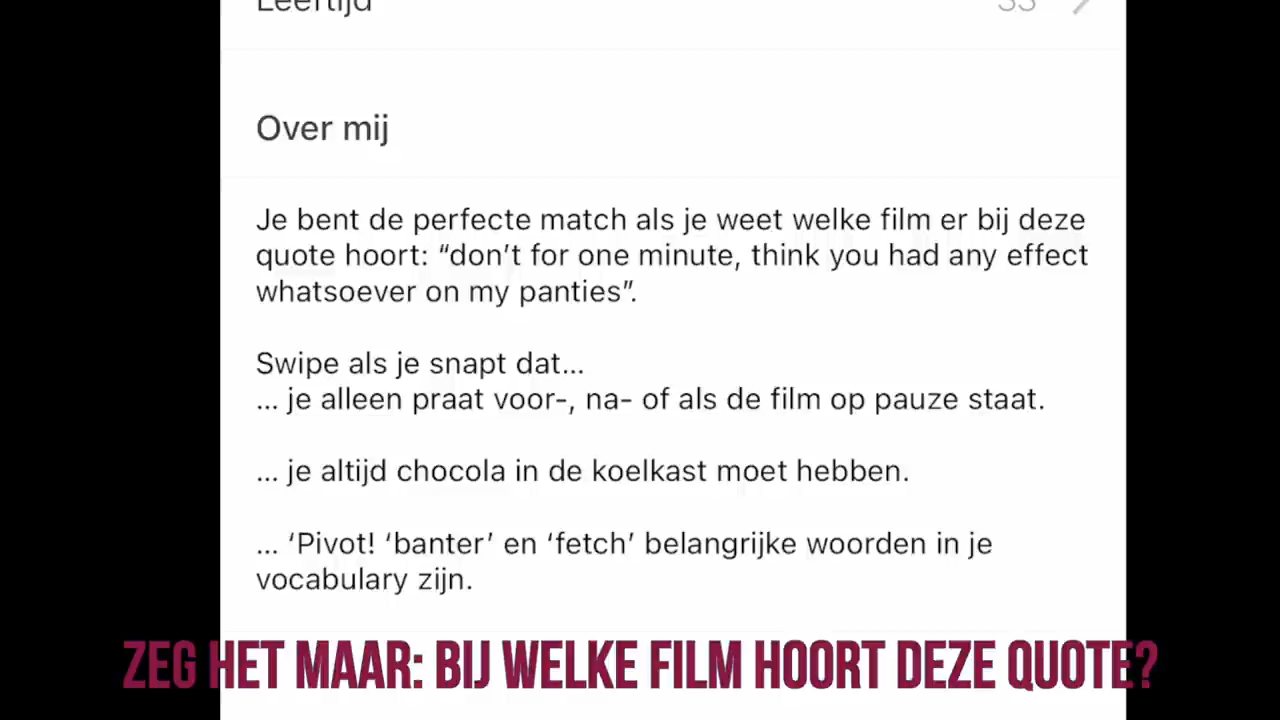 Leeftijd 33
Over mij
Je bent de perfecte match als je weet welke film er bij deze
quote hoort: “don’t for one minute, think you had any effect
whatsoever on my panties”.
Swipe als je snapt dat...
... je alleen praat voor-, na- of als de film op pauze staat.
... je altijd chocola in de koelkast moet hebben.
... ‘Pivot! ‘banter’ en ‘fetch’ belangrijke woorden in je
vocabulary zijn.
ZEG HET MAAR: BIJ WELKE FILM HOORT DEZE QUOTE?